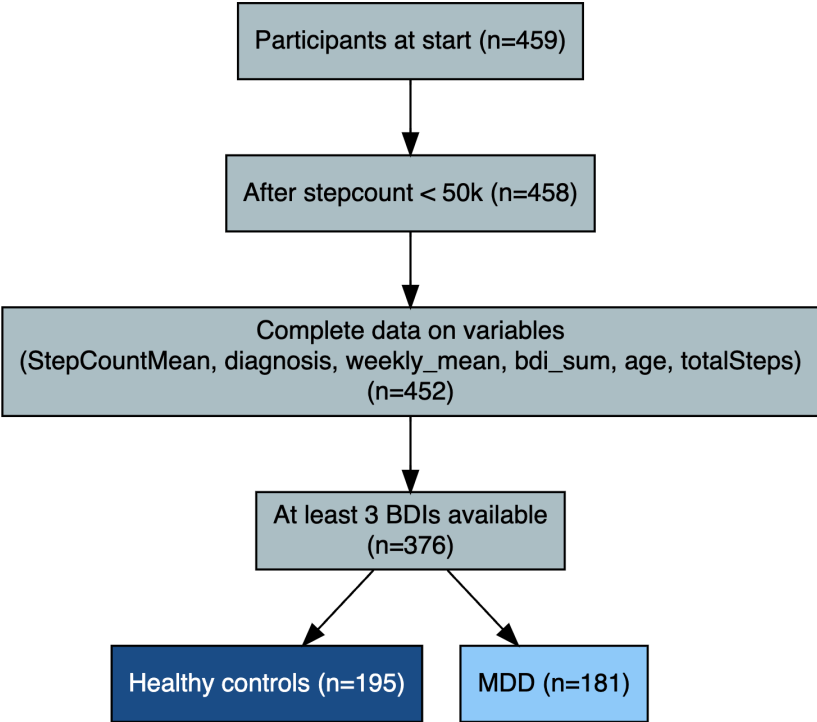 Participants at start (n=459)
After stepcount < 50k (n=458)
Complete data on variables
(StepCountMean, diagnosis, weekly_mean, bdi_sum, age, totalSteps)
(n=452)
At least 3 BDIs available
(n=376)
Healthy controls (n=195)
MDD (n=181)